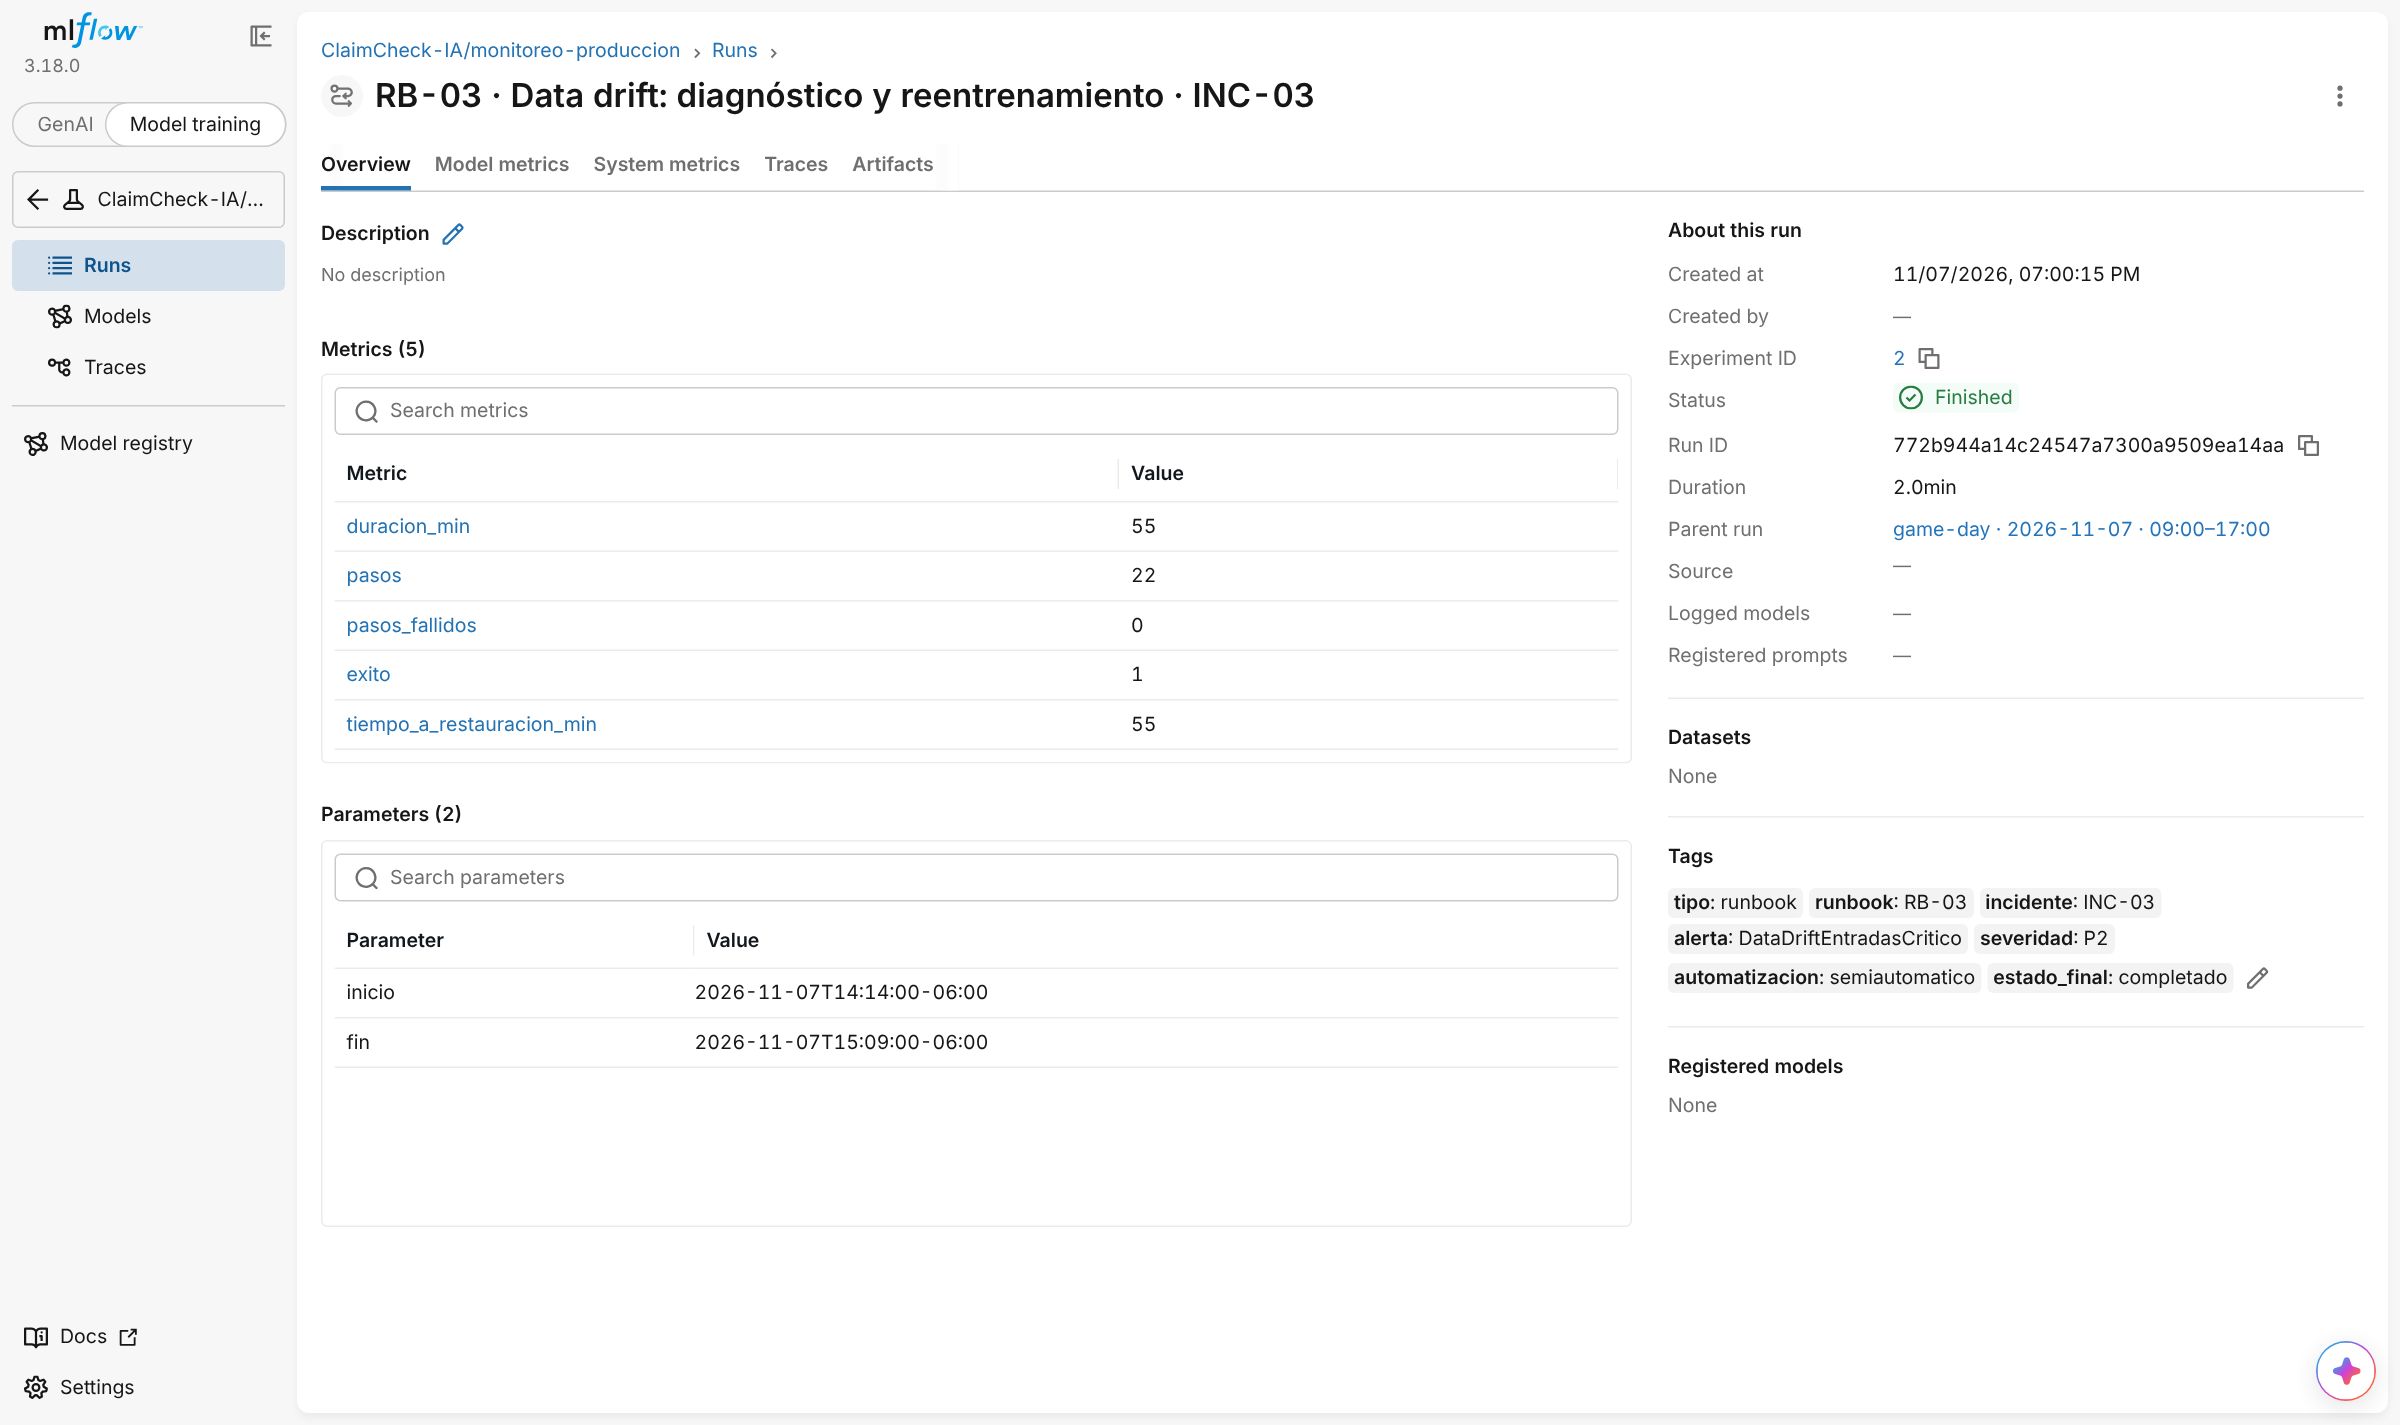 mlflow
3.18.0
GenAI
Model training
ClaimCheck-IA/...
Runs
Models
Traces
Model registry
Docs
Settings
ClaimCheck-IA/monitoreo-produccion › Runs ›
RB-03 · Data drift: diagnóstico y reentrenamiento · INC-03
Overview Model metrics System metrics Traces Artifacts
Description
No description
Metrics (5)
Search metrics
Metric Value
duracion_min 55
pasos 22
pasos_fallidos 0
exito 1
tiempo_a_restauracion_min 55
Parameters (2)
Search parameters
Parameter Value
inicio 2026-11-07T14:14:00-06:00
fin 2026-11-07T15:09:00-06:00
About this run
Created at 11/07/2026, 07:00:15 PM
Created by —
Experiment ID 2
Status Finished
Run ID 772b944a14c24547a7300a9509ea14aa
Duration 2.0min
Parent run game-day · 2026-11-07 · 09:00–17:00
Source —
Logged models —
Registered prompts —
Datasets
None
Tags
tipo: runbook runbook: RB-03 incidente: INC-03
alerta: DataDriftEntradasCritico severidad: P2
automatizacion: semiautomatico estado_final: completado
Registered models
None